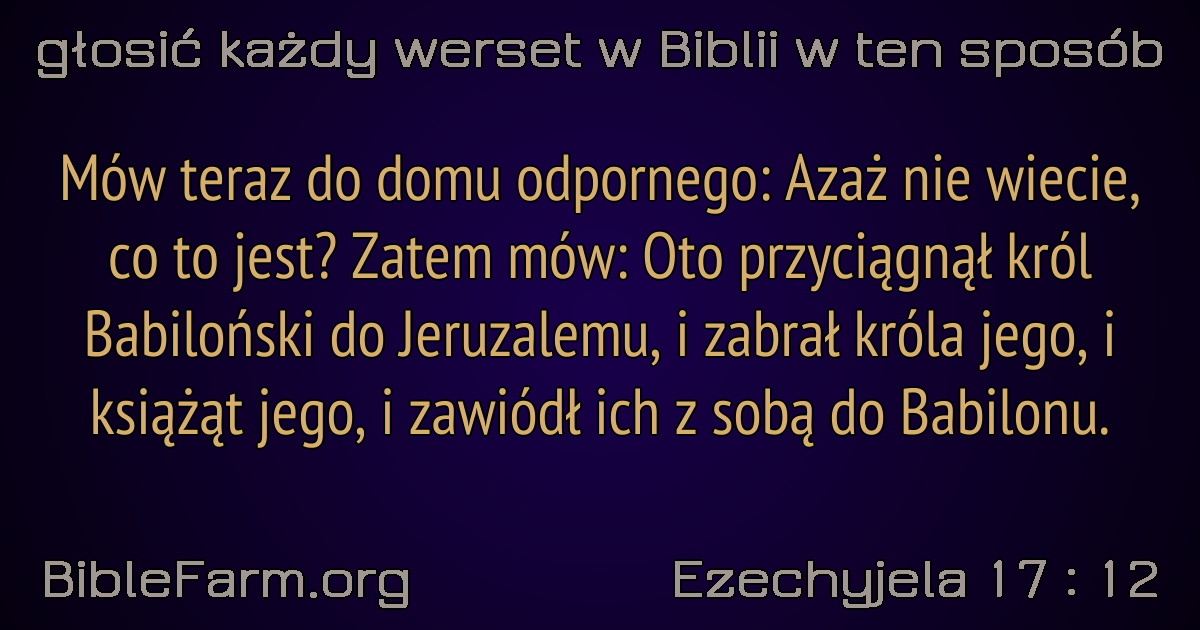 głosić każdy werset w Biblii w ten sposób
Mów teraz do domu odpornego: Azaż nie wiecie,
co to jest? Zatem mów: Oto przyciągnął król
Babiloński do Jeruzalemu, i zabrał króla jego, i
książąt jego, i zawiódł ich z sobą do Babilonu.
BibleFarm.org
Ezechyjela 17 : 12